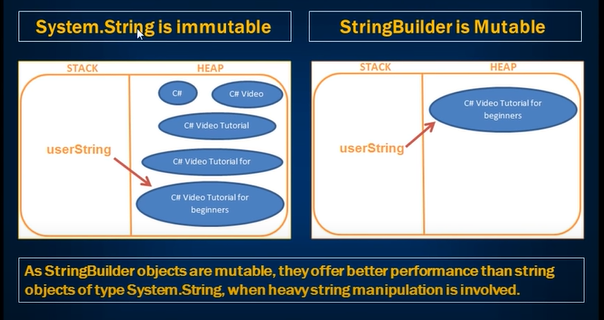 System.String is immutable
StringBuilder is Mutable
STACK
HEAP
C#
C# Video
C# Video Tutorial
C# Video Tutorial for
C# Video Tutorial for
beginners
userString
STACK
HEAP
C# Video Tutorial for
beginners
userString
As StringBuilder objects are mutable, they offer better performance than string
objects of type System.String, when heavy string manipulation is involved.